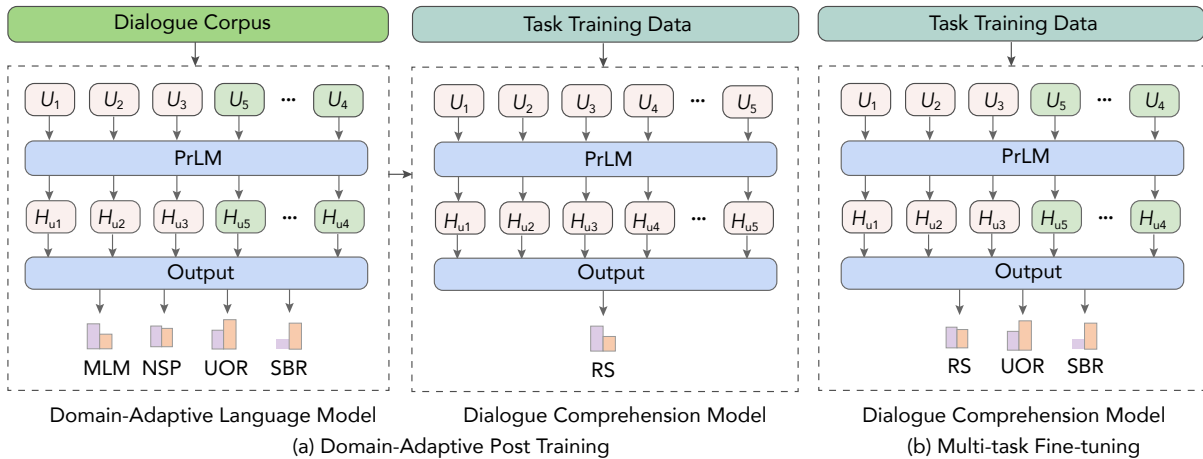 Dialogue Corpus
Task Training Data
Task Training Data
U1 U2 U3 U5 ... U4
U1 U2 U3 U4 ... U5
U1 U2 U3 U5 ... U4
PrLM
PrLM
PrLM
Hu1 Hu2 Hu3 Hu5 ... Hu4
Hu1 Hu2 Hu3 Hu4 ... Hu5
Hu1 Hu2 Hu3 Hu5 ... Hu4
Output
Output
Output
MLM NSP UOR SBR
RS
RS UOR SBR
Domain-Adaptive Language Model
Dialogue Comprehension Model
Dialogue Comprehension Model
(a) Domain-Adaptive Post Training
(b) Multi-task Fine-tuning